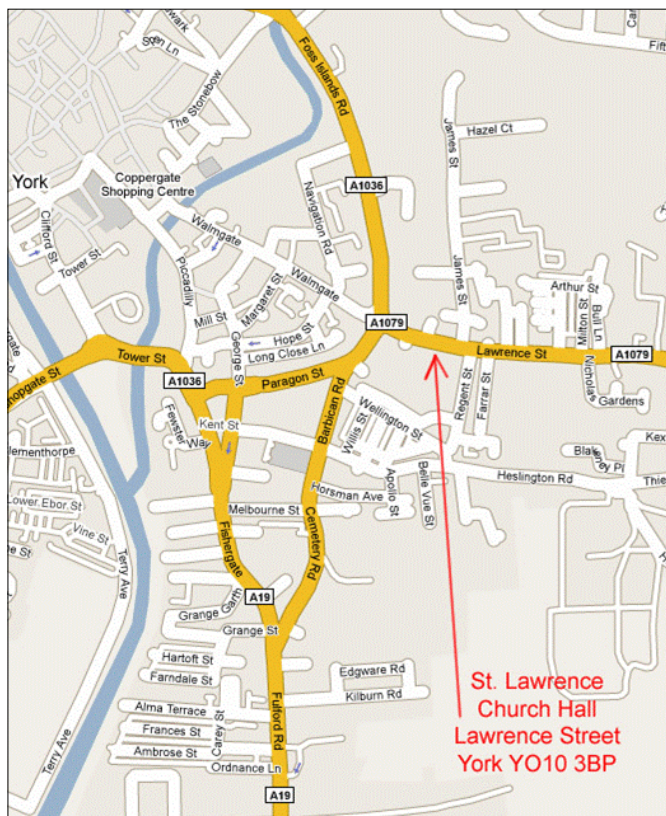 Foss Islands Rd
The Stonebow
James St
Hazel Ct
York
Coppergate
Shopping Centre
A1036
Navigation Rd
Walmgate
Clifford St
Tower St
Piccadilly
Walmgate
Margaret St
James St
Arthur St
Milton St
Bull Ln
Mill St
Hope St
George St
Long Close Ln
A1079
Lawrence St
A1079
Tower St
A1036
Paragon St
Barbican Rd
Regent St
Farrar St
Nicholas
Gardens
Fewster Way
Kent St
Willis St
Wellington St
Apollo St
Belle Vue St
Heslington Rd
Horsman Ave
Melbourne St
Lower Ebor St
Vine St
Terry Ave
Fishergate
Cemetery Rd
A19
Grange Garth
Grange St
Hartoft St
Farndale St
Edgware Rd
Kilburn Rd
Alma Terrace
Frances St
Carey St
Ambrose St
Ordnance Ln
Fulford Rd
A19
Terry Ave
St. Lawrence
Church Hall
Lawrence Street
York YO10 3BP